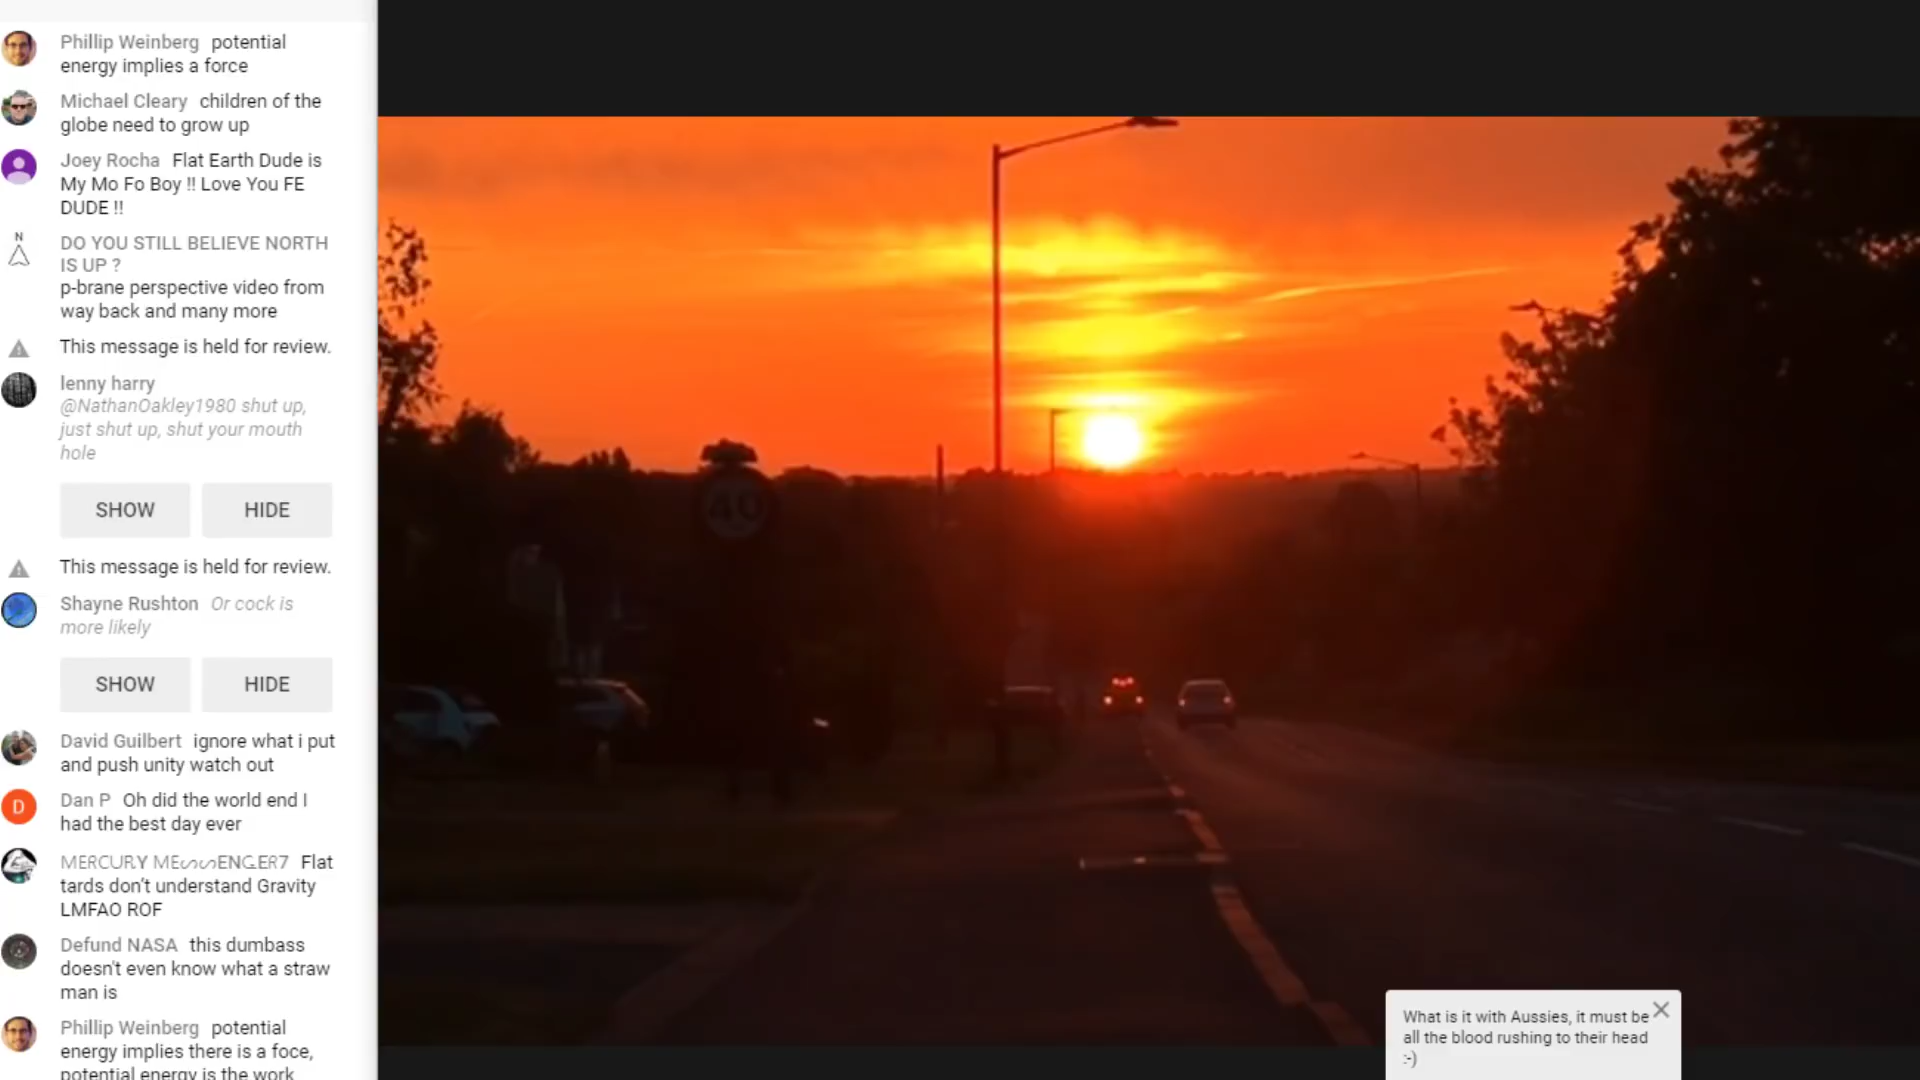 Phillip Weinberg potential
energy implies a force
Michael Cleary children of the
globe need to grow up
Joey Rocha Flat Earth Dude is
My Mo Fo Boy !! Love You FE
DUDE !!
N
DO YOU STILL BELIEVE NORTH
IS UP ?
p-brane perspective video from
way back and many more
This message is held for review.
lenny harry
@NathanOakley1980 shut up,
just shut up, shut your mouth
hole
SHOW HIDE
This message is held for review.
Shayne Rushton Or cock is
more likely
SHOW HIDE
David Guilbert ignore what i put
and push unity watch out
D
Dan P Oh did the world end I
had the best day ever
MERCURY MEᔕᔕENGER7 Flat
tards don't understand Gravity
LMFAO ROF
Defund NASA this dumbass
doesn't even know what a straw
man is
Phillip Weinberg potential
energy implies there is a foce,
potential energy is the work
40
What is it with Aussies, it must be
all the blood rushing to their head
:-)